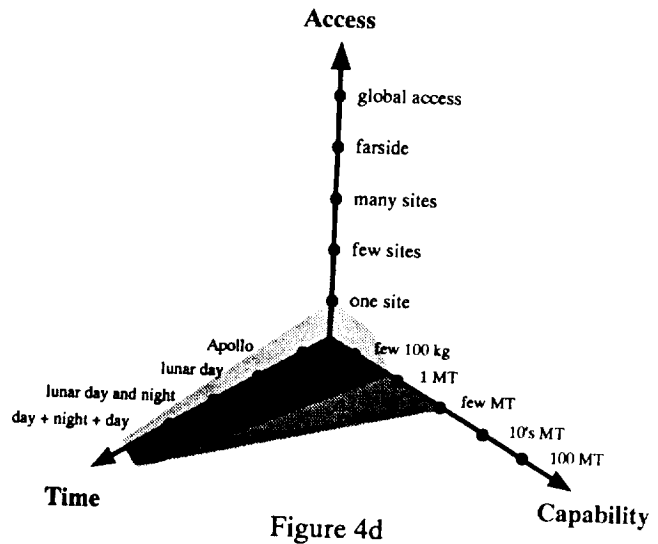 Access
global access
farside
many sites
few sites
one site
Apollo
lunar day
lunar day and night
day + night + day
few 100 kg
1 MT
few MT
10's MT
100 MT
Time
Capability
Figure 4d